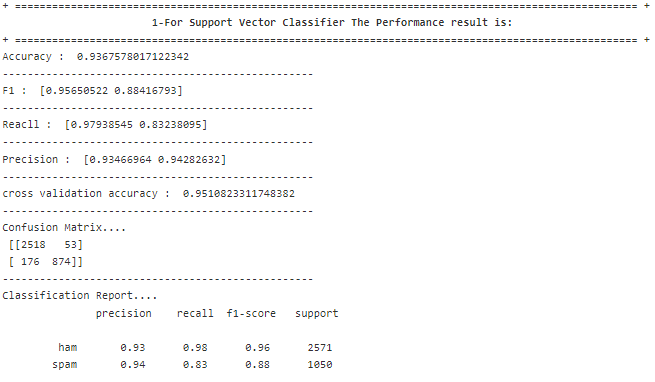 + ==================================================================================================== +
1-For Support Vector Classifier The Performance result is:
+ ==================================================================================================== +
Accuracy :  0.9367578017122342
--------------------------------------------------
F1 :  [0.95650522 0.88416793]
--------------------------------------------------
Reacll :  [0.97938545 0.83238095]
--------------------------------------------------
Precision :  [0.93466964 0.94282632]
--------------------------------------------------
cross validation accuracy :  0.9510823311748382
--------------------------------------------------
Confusion Matrix....
[[2518   53]
[ 176  874]]
--------------------------------------------------
Classification Report....
precision    recall  f1-score   support
ham       0.93      0.98      0.96      2571
spam       0.94      0.83      0.88      1050